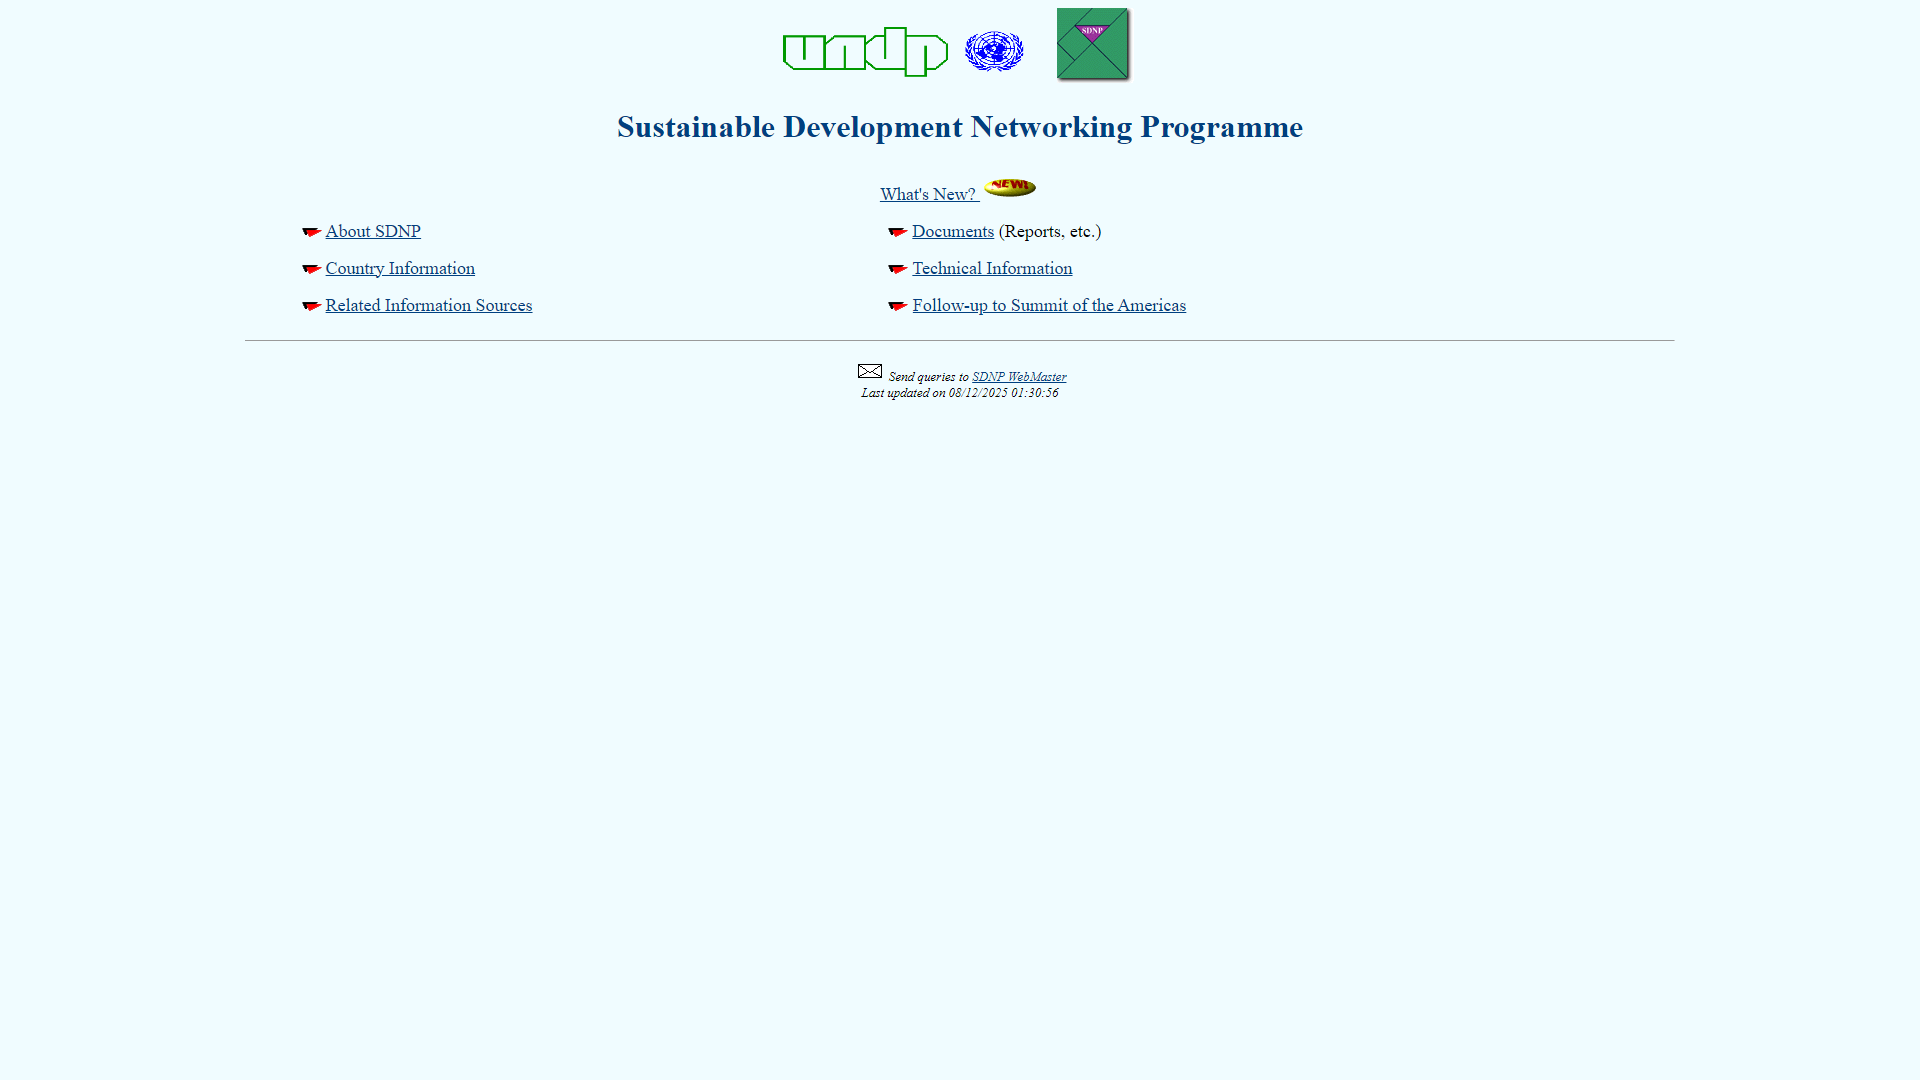 undp
SDNP
Sustainable Development Networking Programme
What's New? NEW!
About SDNP
Documents (Reports, etc.)
Country Information
Technical Information
Related Information Sources
Follow-up to Summit of the Americas
Send queries to SDNP WebMaster
Last updated on 08/12/2025 01:30:56